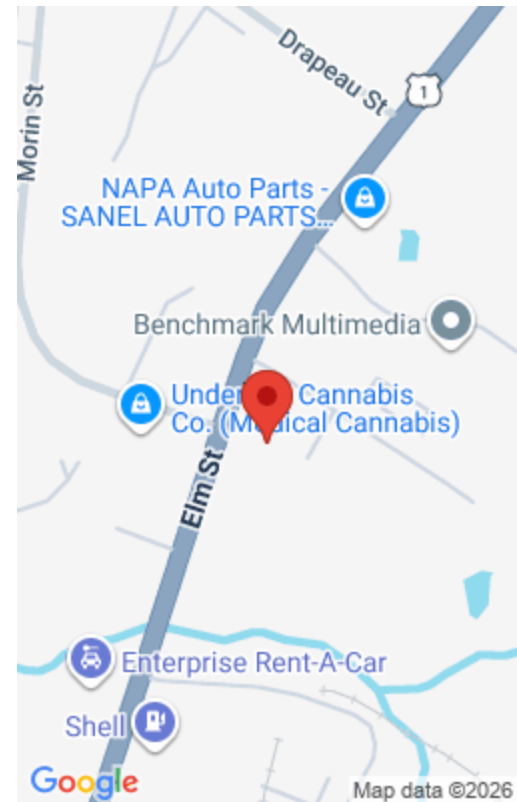 Drapeau St
1
Morin St
NAPA Auto Parts -
SANEL AUTO PARTS...
Benchmark Multimedia
Cannabis
Co. (Medical Cannabis)
Elm St
Enterprise Rent-A-Car
Shell
Google
Map data ©2026